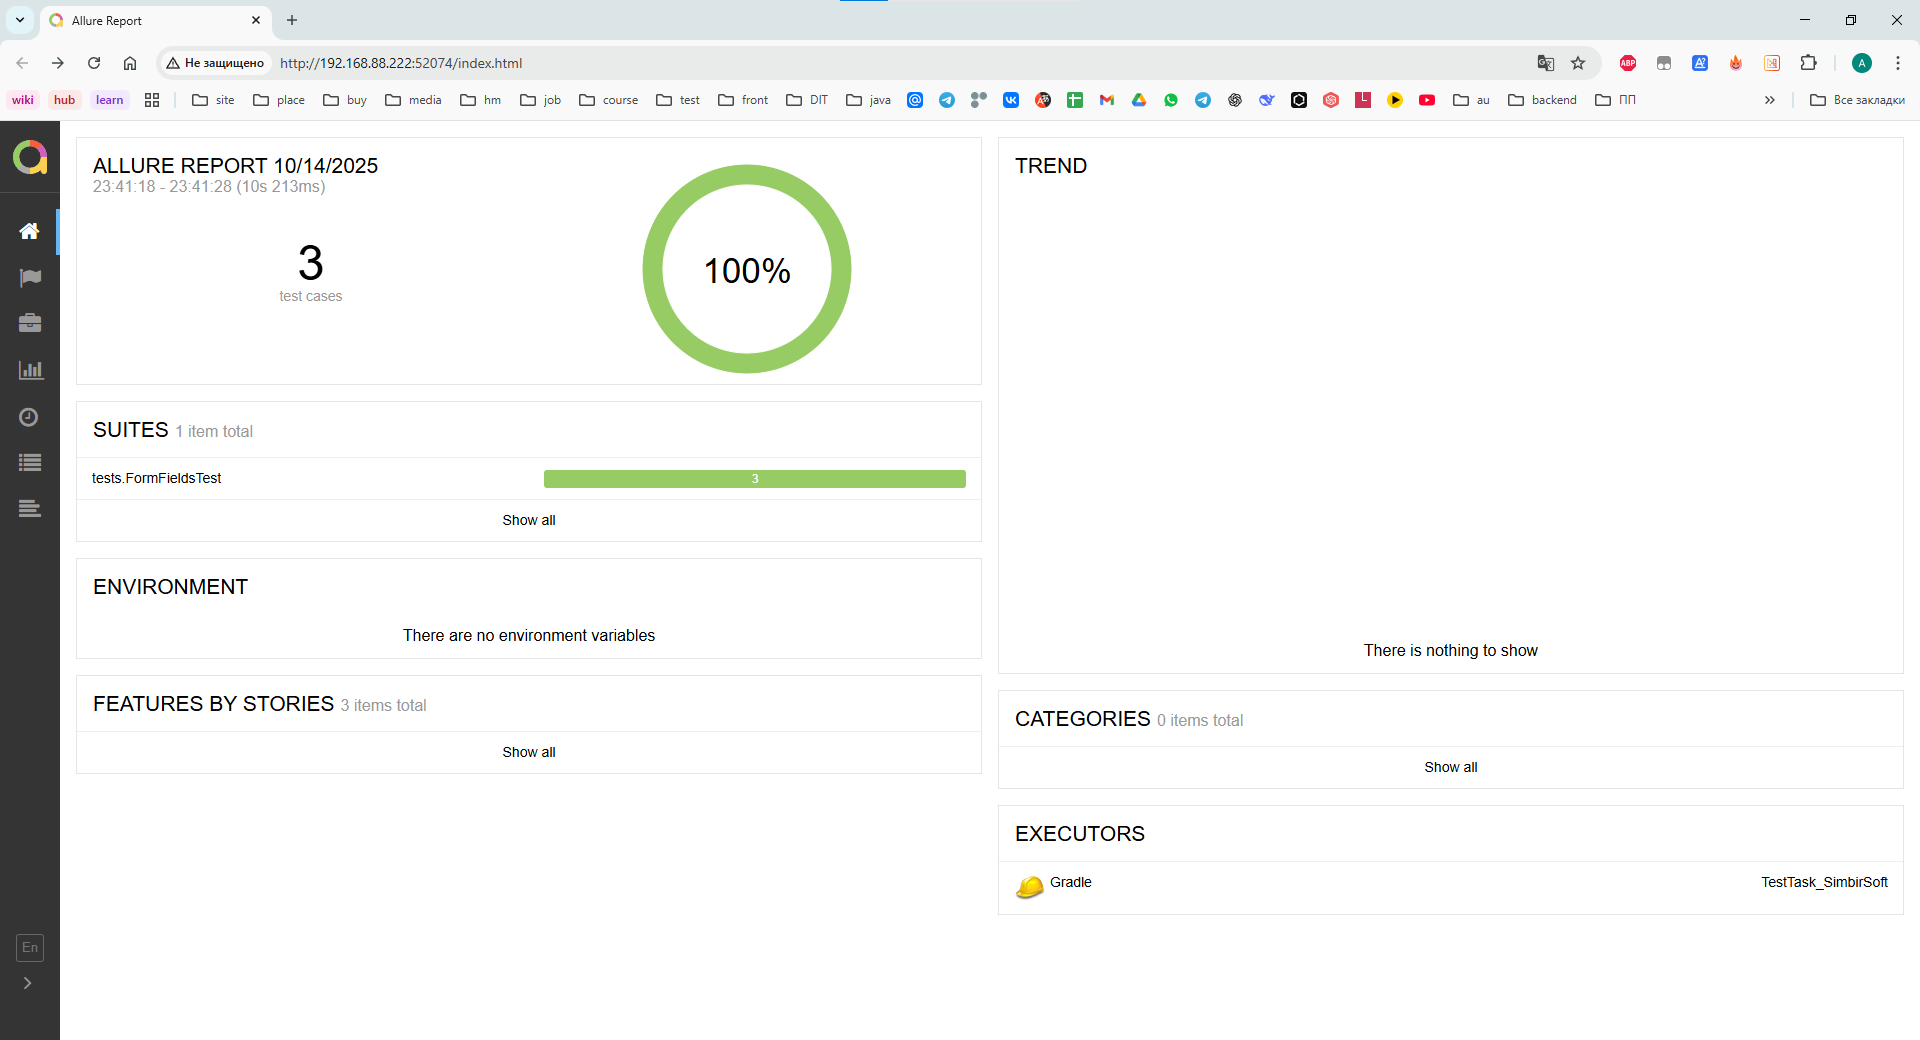 Allure Report
Не защищено
http://192.168.88.222:52074/index.html
ABP
A
wiki
hub
learn
site
place
buy
media
hm
job
course
test
front
DIT
java
au
backend
ПП
Все закладки
ALLURE REPORT 10/14/2025
23:41:18 - 23:41:28 (10s 213ms)
3
test cases
100%
SUITES 1 item total
tests.FormFieldsTest
3
Show all
ENVIRONMENT
There are no environment variables
FEATURES BY STORIES 3 items total
Show all
TREND
There is nothing to show
CATEGORIES 0 items total
Show all
EXECUTORS
Gradle
TestTask_SimbirSoft
En